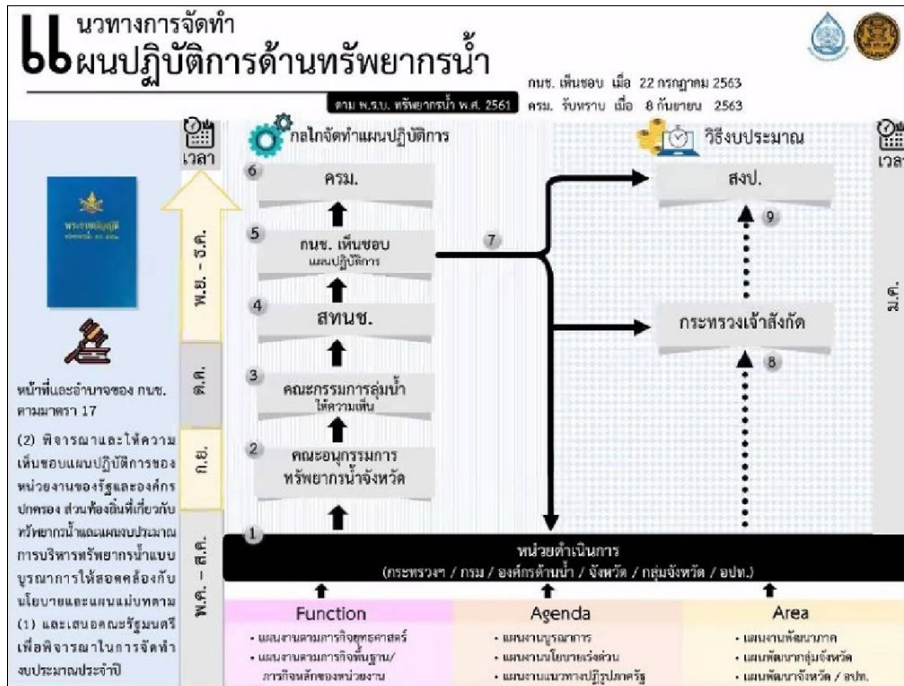 แนวทางการจัดทำ
แผนปฏิบัติการด้านทรัพยากรน้ำ
ตาม พ.ร.บ. ทรัพยากรน้ำ พ.ศ. 2561
กนช. เห็นชอบ เมื่อ 22 กรกฎาคม 2563
ครม. รับทราบ เมื่อ 8 กันยายน 2563
เวลา
กลไกจัดทำแผนปฏิบัติการ
วิธีงบประมาณ
เวลา
6
ครม.
สงป.
5
กนช. เห็นชอบ
แผนปฏิบัติการ
7
9
4
สทนช.
กระทรวงเจ้าสังกัด
8
3
คณะกรรมการลุ่มน้ำ
ให้ความเห็น
2
คณะอนุกรรมการ
ทรัพยากรน้ำจังหวัด
1
หน่วยดำเนินการ
(กระทรวงฯ / กรม / องค์กรด้านน้ำ / จังหวัด / กลุ่มจังหวัด / อปท.)
พ.ย. - ธ.ค.
ต.ค.
ก.ย.
พ.ค. - ส.ค.
ม.ค.
พระราชบัญญัติ
หน้าที่และอำนาจของ กนช.
ตามมาตรา 17
(2) พิจารณาและให้ความ
เห็นชอบแผนปฏิบัติการของ
หน่วยงานของรัฐและองค์กร
ปกครอง ส่วนท้องถิ่นที่เกี่ยวกับ
ทรัพยากรน้ำและแผนงบประมาณ
การบริหารทรัพยากรน้ำแบบ
บูรณาการให้สอดคล้องกับ
นโยบายและแผนแม่บทตาม
(1) และเสนอคณะรัฐมนตรี
เพื่อพิจารณาในการจัดทำ
งบประมาณประจำปี
Function
• แผนงานตามภารกิจยุทธศาสตร์
• แผนงานตามภารกิจพื้นฐาน/
ภารกิจหลักของหน่วยงาน
Agenda
• แผนงานบูรณาการ
• แผนงานนโยบายเร่งด่วน
• แผนงานแนวทางปฏิรูปภาครัฐ
Area
• แผนงานพัฒนาภาค
• แผนพัฒนากลุ่มจังหวัด
• แผนพัฒนาจังหวัด / อปท.